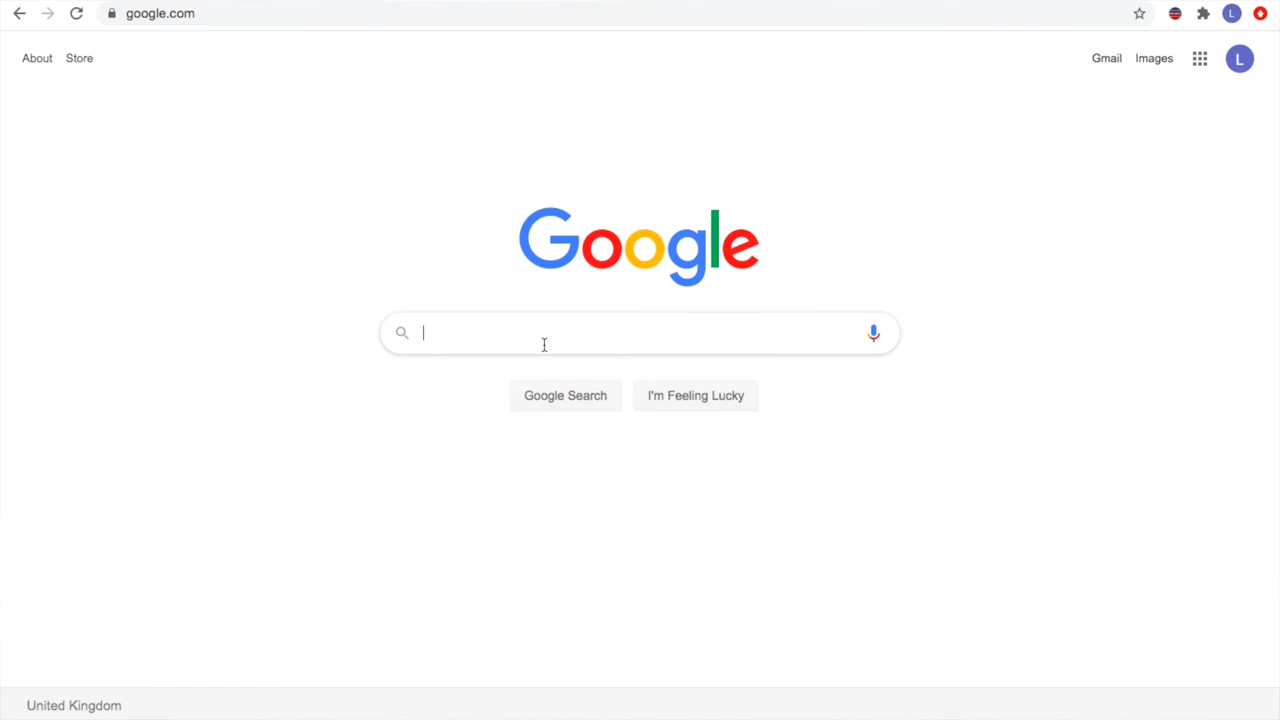 google.com
L
About Store
Gmail Images
L
Google
Google Search
I'm Feeling Lucky
United Kingdom